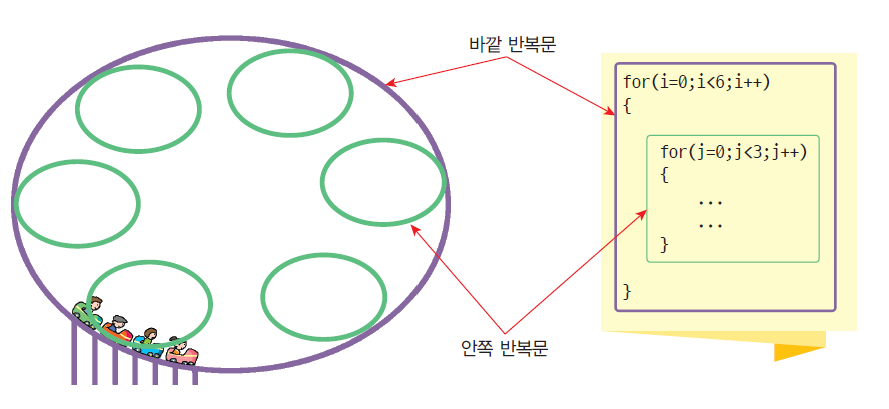 바깥 반복문
for(i=0;i<6;i++)
{
for(j=0;j<3;j++)
{
...
...
}
}
안쪽 반복문